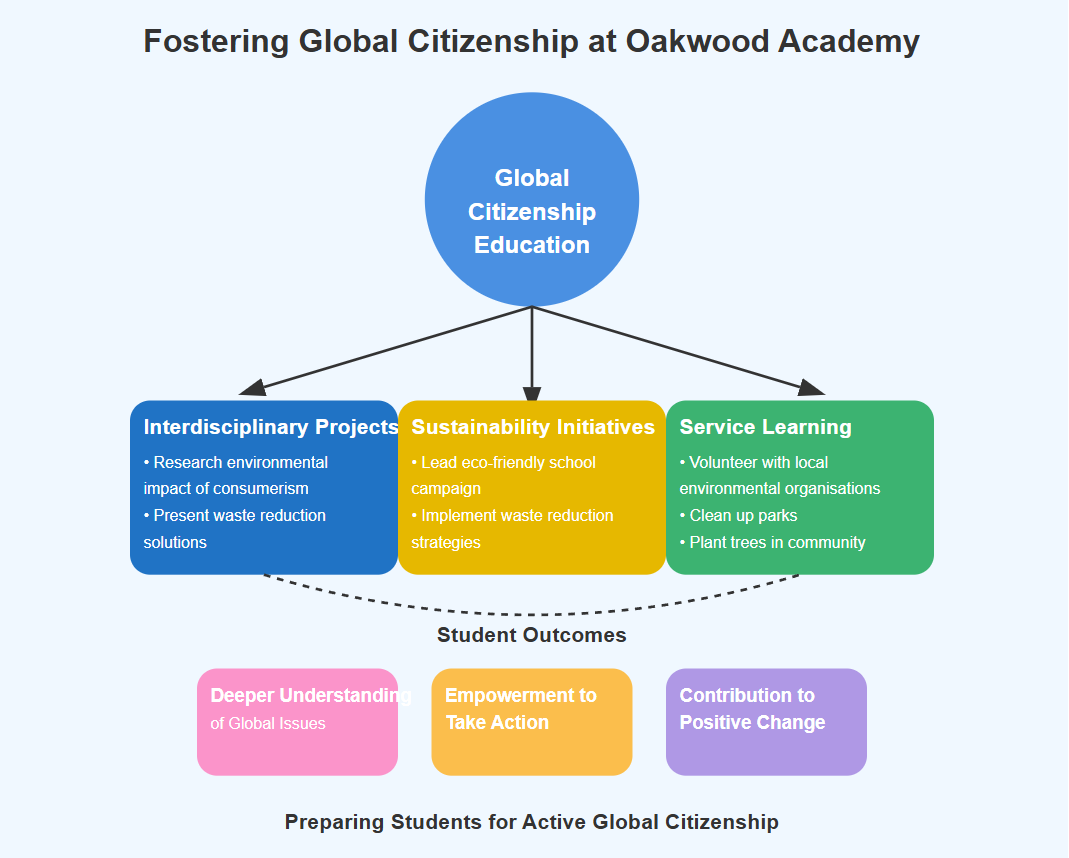 Fostering Global Citizenship at Oakwood Academy
Global
Citizenship
Education
Interdisciplinary Projects
• Research environmental
impact of consumerism
• Present waste reduction
solutions
Sustainability Initiatives
• Lead eco-friendly school
campaign
• Implement waste reduction
strategies
Service Learning
• Volunteer with local
environmental organisations
• Clean up parks
• Plant trees in community
Student Outcomes
Deeper Understanding
of Global Issues
Empowerment to
Take Action
Contribution to
Positive Change
Preparing Students for Active Global Citizenship